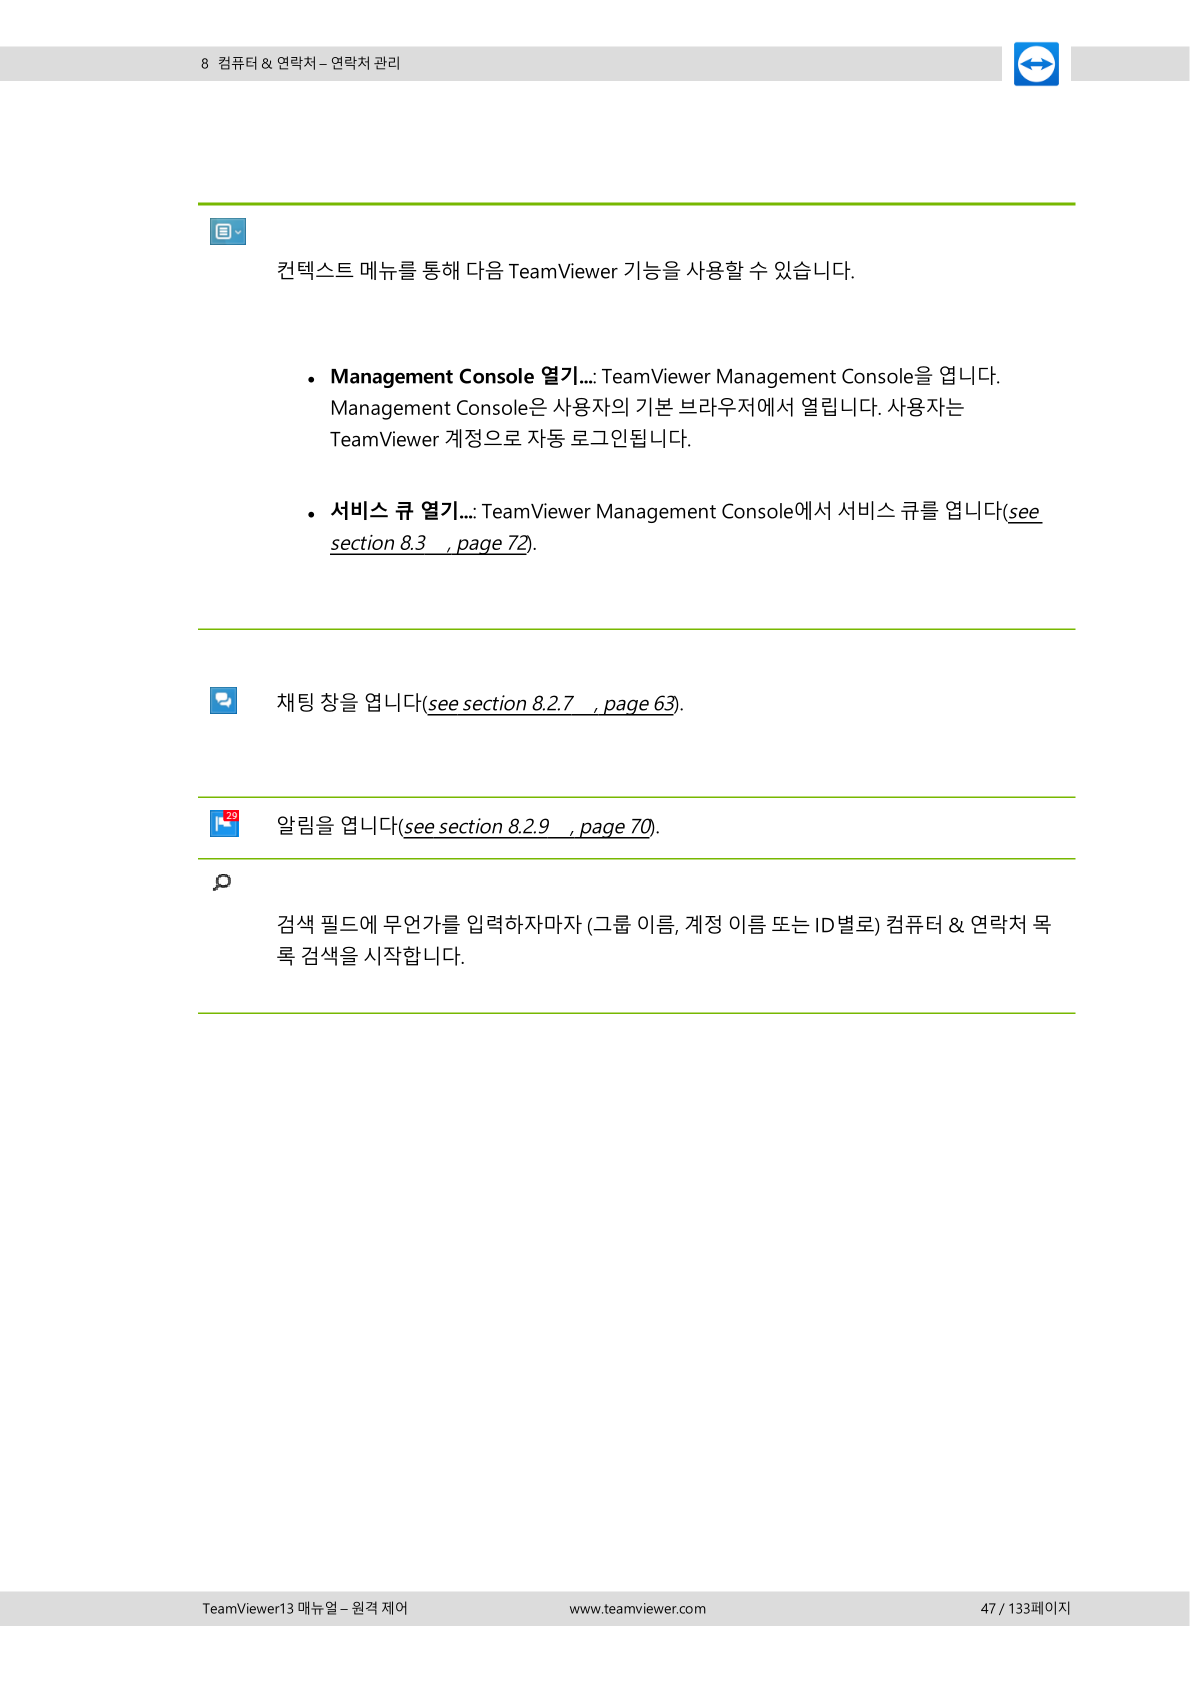 8 컴퓨터 & 연락처 – 연락처 관리
컨텍스트 메뉴를 통해 다음 TeamViewer 기능을 사용할 수 있습니다.
• Management Console 열기...: TeamViewer Management Console을 엽니다.
Management Console은 사용자의 기본 브라우저에서 열립니다. 사용자는
TeamViewer 계정으로 자동 로그인됩니다.
• 서비스 큐 열기...: TeamViewer Management Console에서 서비스 큐를 엽니다(see
section 8.3 , page 72).
채팅 창을 엽니다(see section 8.2.7 , page 63).
29
알림을 엽니다(see section 8.2.9 , page 70).
검색 필드에 무언가를 입력하자마자 (그룹 이름, 계정 이름 또는 ID별로) 컴퓨터 & 연락처 목
록 검색을 시작합니다.
TeamViewer13 매뉴얼 – 원격 제어 www.teamviewer.com 47 / 133페이지